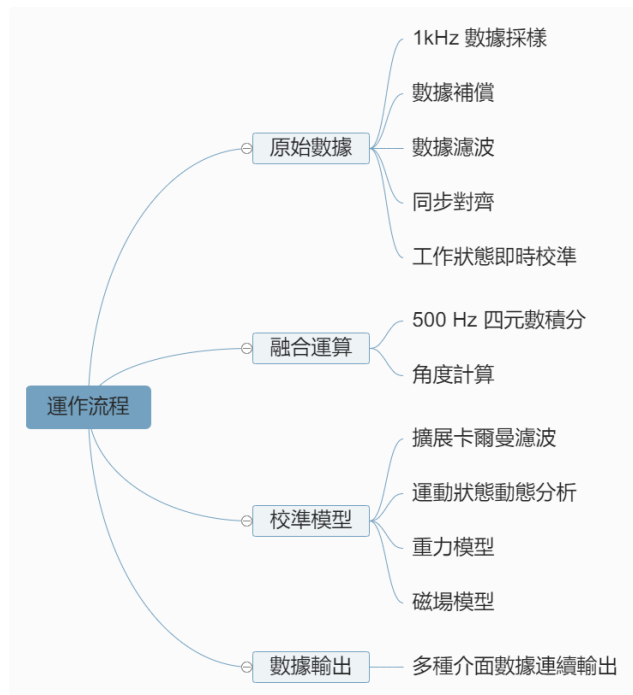 運作流程
原始數據
1kHz 數據採樣
數據補償
數據濾波
同步對齊
工作狀態即時校準
融合運算
500 Hz 四元數積分
角度計算
校準模型
擴展卡爾曼濾波
運動狀態動態分析
重力模型
磁場模型
數據輸出
多種介面數據連續輸出